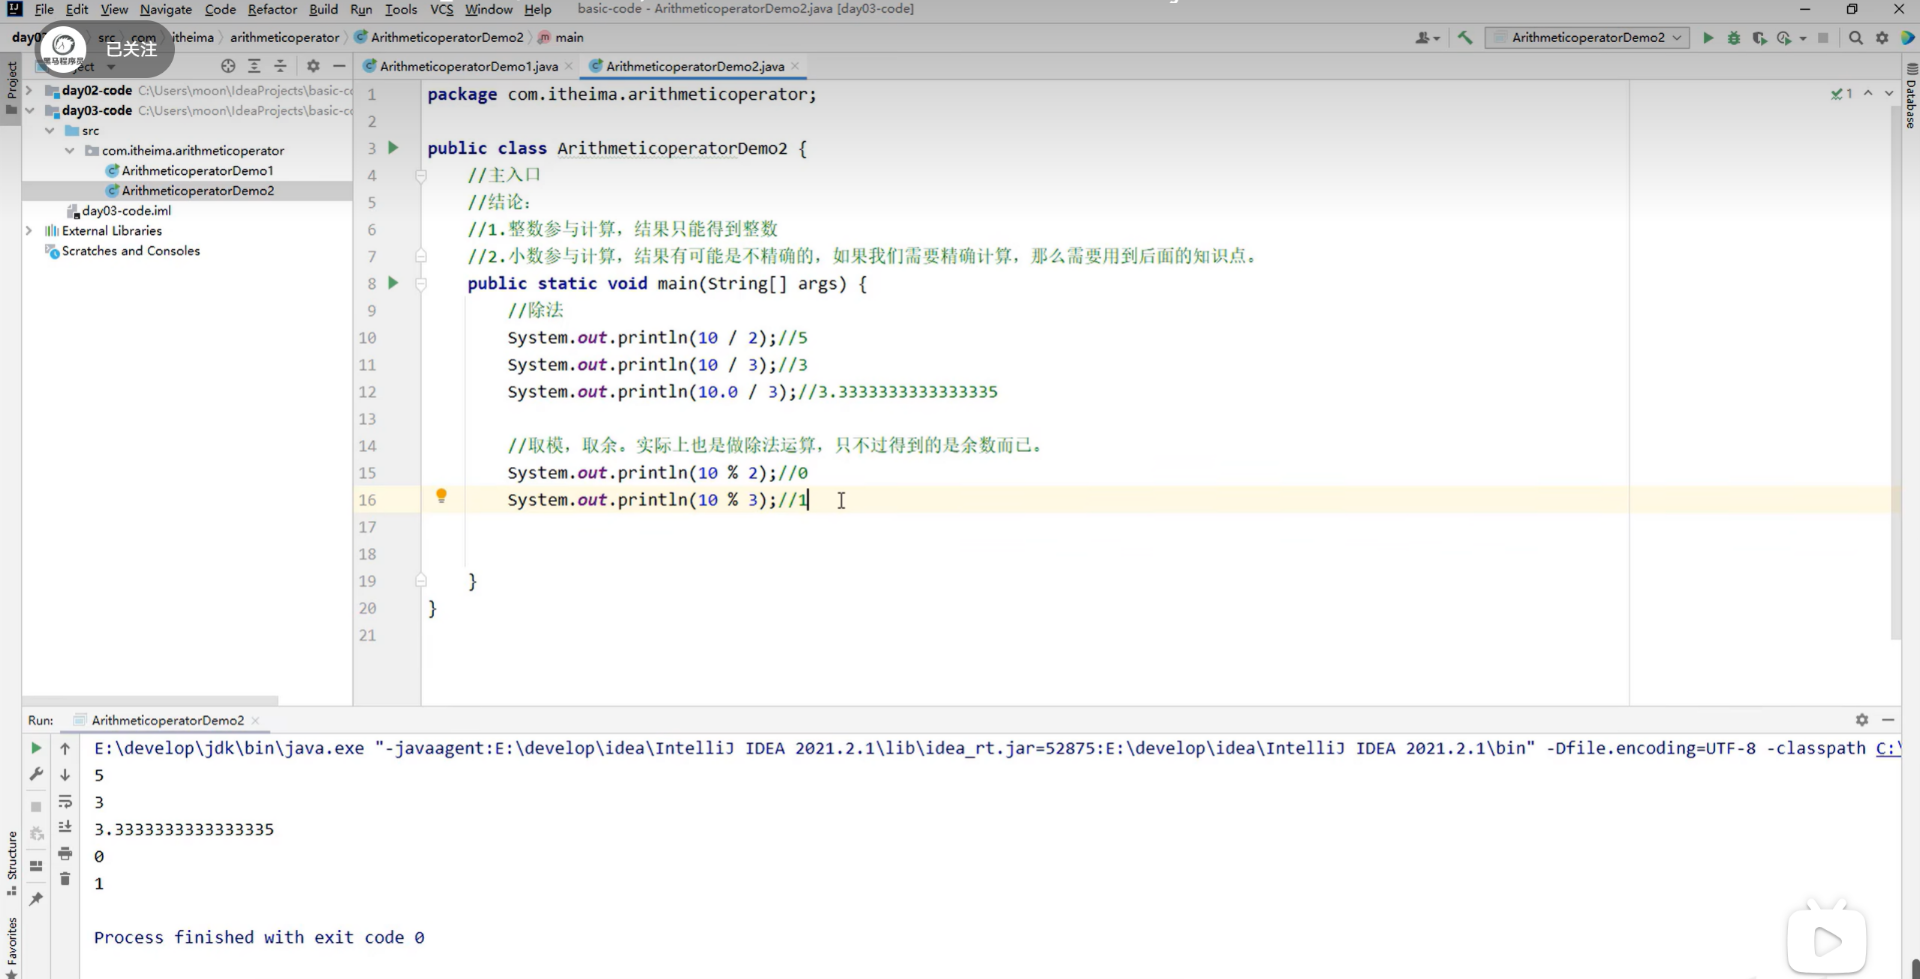 File Edit View Navigate Code Refactor Build Run Tools VCS Window Help basic-code - ArithmeticoperatorDemo2.java [day03-code]
src com itheima arithmeticoperator ArithmeticoperatorDemo2 main ArithmeticoperatorDemo2
黑马程序员 已关注
ArithmeticoperatorDemo1.java ArithmeticoperatorDemo2.java
Project
day02-code C:\Users\moon\IdeaProjects\basic-c
day03-code C:\Users\moon\IdeaProjects\basic-c
src
com.itheima.arithmeticoperator
ArithmeticoperatorDemo1
ArithmeticoperatorDemo2
day03-code.iml
External Libraries
Scratches and Consoles
1 package com.itheima.arithmeticoperator;
2
3 public class ArithmeticoperatorDemo2 {
4 //主入口
5 //结论:
6 //1.整数参与计算，结果只能得到整数
7 //2.小数参与计算，结果有可能是不精确的，如果我们需要精确计算，那么需要用到后面的知识点。
8 public static void main(String[] args) {
9 //除法
10 System.out.println(10 / 2);//5
11 System.out.println(10 / 3);//3
12 System.out.println(10.0 / 3);//3.3333333333333335
13
14 //取模，取余。实际上也是做除法运算，只不过得到的是余数而已。
15 System.out.println(10 % 2);//0
16 System.out.println(10 % 3);//1
17
18
19 }
20 }
21
1
Database
Run: ArithmeticoperatorDemo2
E:\develop\jdk\bin\java.exe "-javaagent:E:\develop\idea\IntelliJ IDEA 2021.2.1\lib\idea_rt.jar=52875:E:\develop\idea\IntelliJ IDEA 2021.2.1\bin" -Dfile.encoding=UTF-8 -classpath C:\
5
3
3.3333333333333335
0
1
Process finished with exit code 0
Structure
Favorites